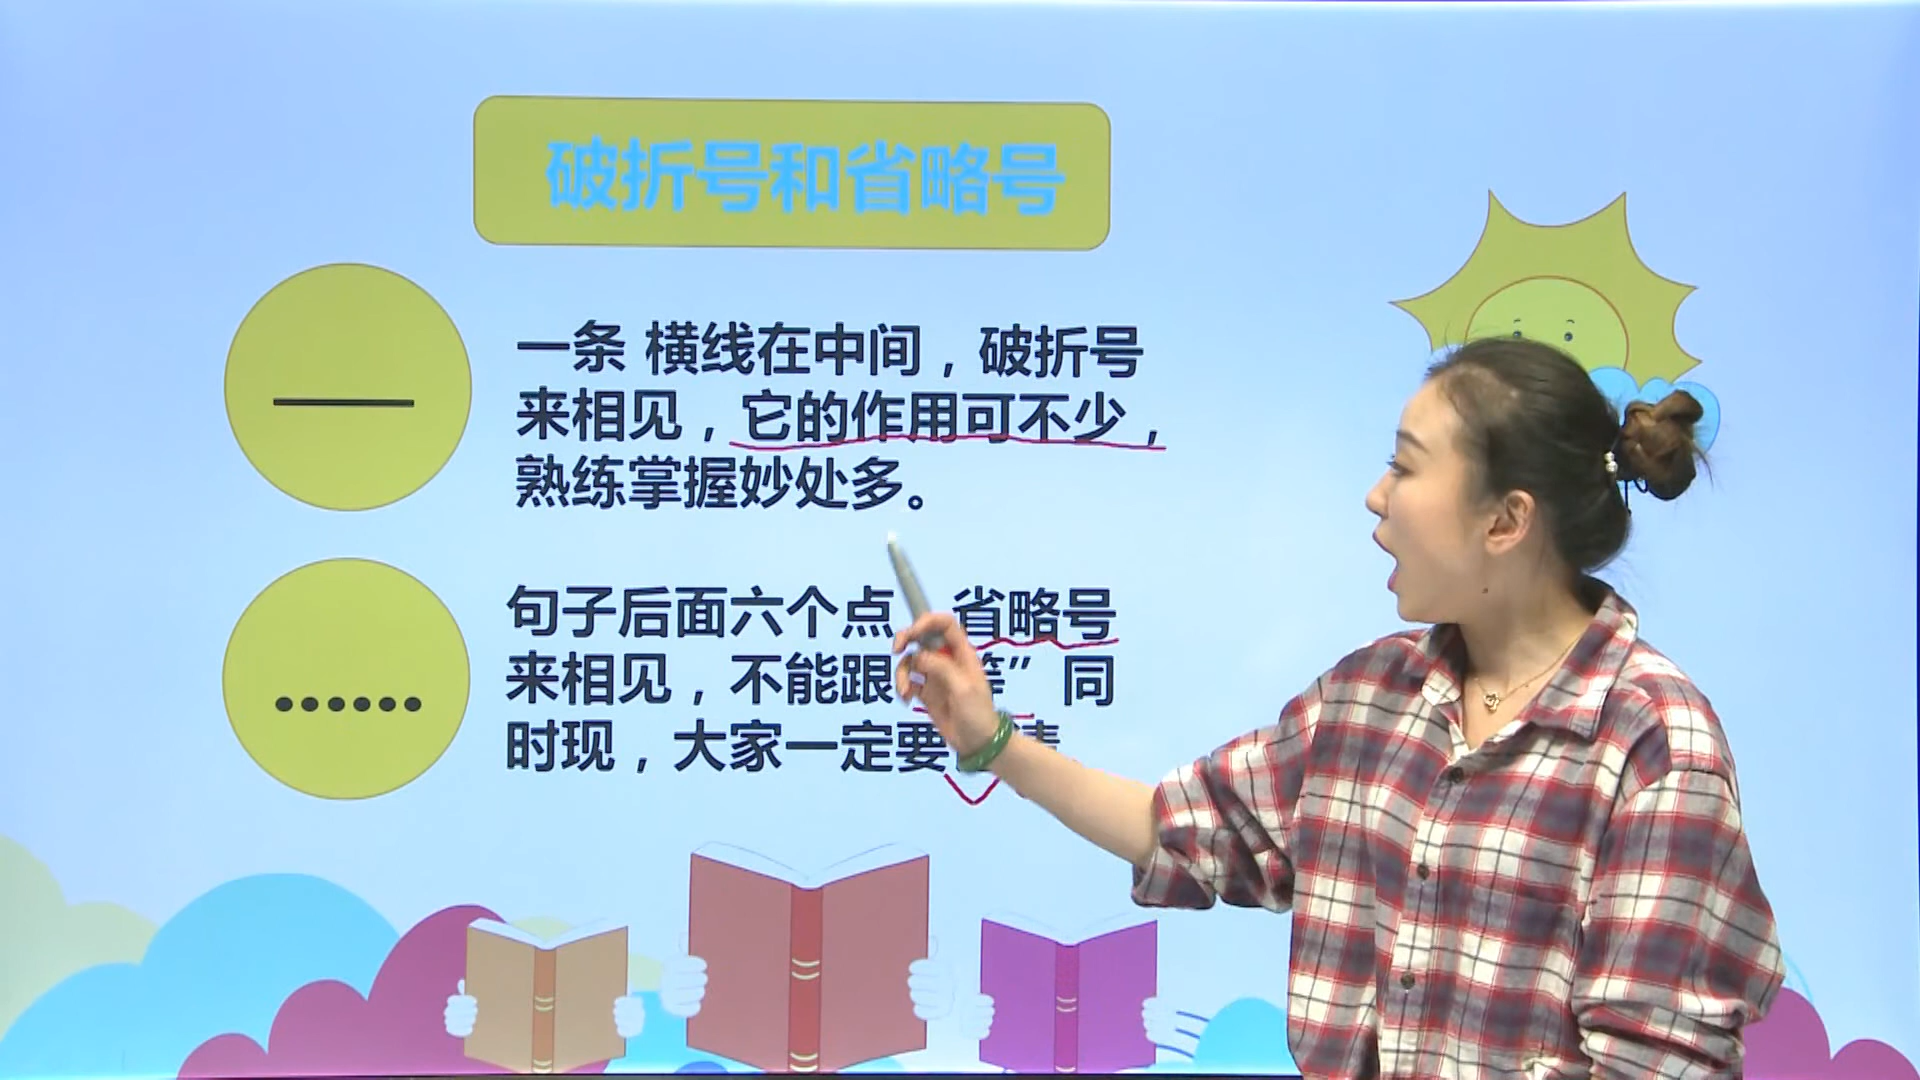 破折号和省略号
一条 横线在中间，破折号
来相见，它的作用可不少，
熟练掌握妙处多。
句子后面六个点 省略号
来相见，不能跟 等” 同
时现，大家一定要